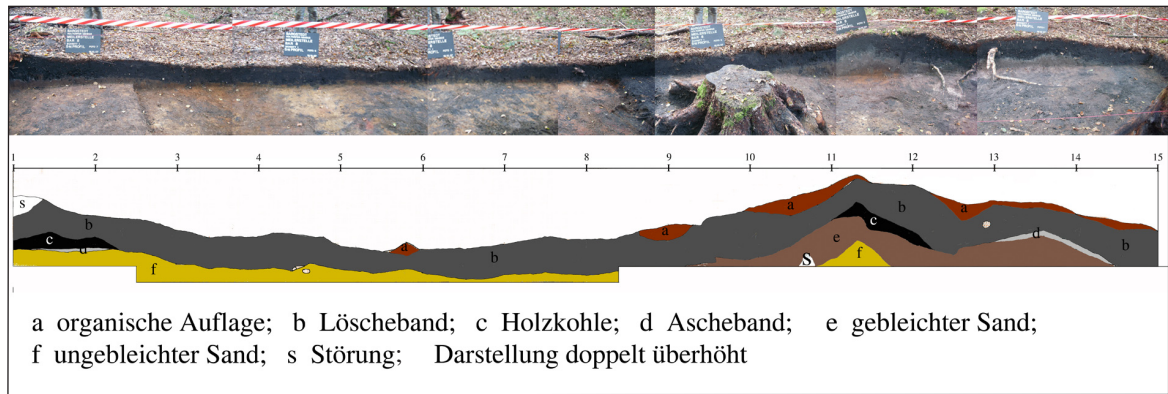 1 2 3 4 5 6 7 8 9 10 11 12 13 14 15
s b c d f a b a a e c b S f a d b
a organische Auflage; b Löscheband; c Holzkohle; d Ascheband; e gebleichter Sand;
f ungebleichter Sand; s Störung; Darstellung doppelt überhöht